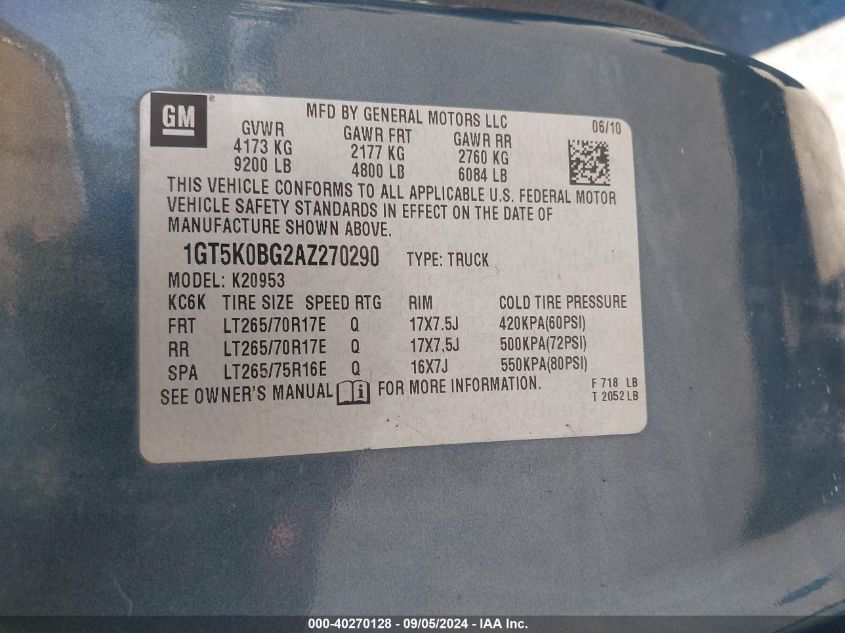 GM ®
MFD BY GENERAL MOTORS LLC
06/10
GVWR GAWR FRT GAWR RR
4173 KG 2177 KG 2760 KG
9200 LB 4800 LB 6084 LB
THIS VEHICLE CONFORMS TO ALL APPLICABLE U.S. FEDERAL MOTOR
VEHICLE SAFETY STANDARDS IN EFFECT ON THE DATE OF
MANUFACTURE SHOWN ABOVE.
1GT5K0BG2AZ270290 TYPE: TRUCK
MODEL: K20953
KC6K TIRE SIZE SPEED RTG RIM COLD TIRE PRESSURE
FRT LT265/70R17E Q 17X7.5J 420KPA(60PSI)
RR LT265/70R17E Q 17X7.5J 500KPA(72PSI)
SPA LT265/75R16E Q 16X7J 550KPA(80PSI)
SEE OWNER'S MANUAL i FOR MORE INFORMATION.
F 718 LB
T 2052 LB
000-40270128 - 09/05/2024 - IAA Inc.